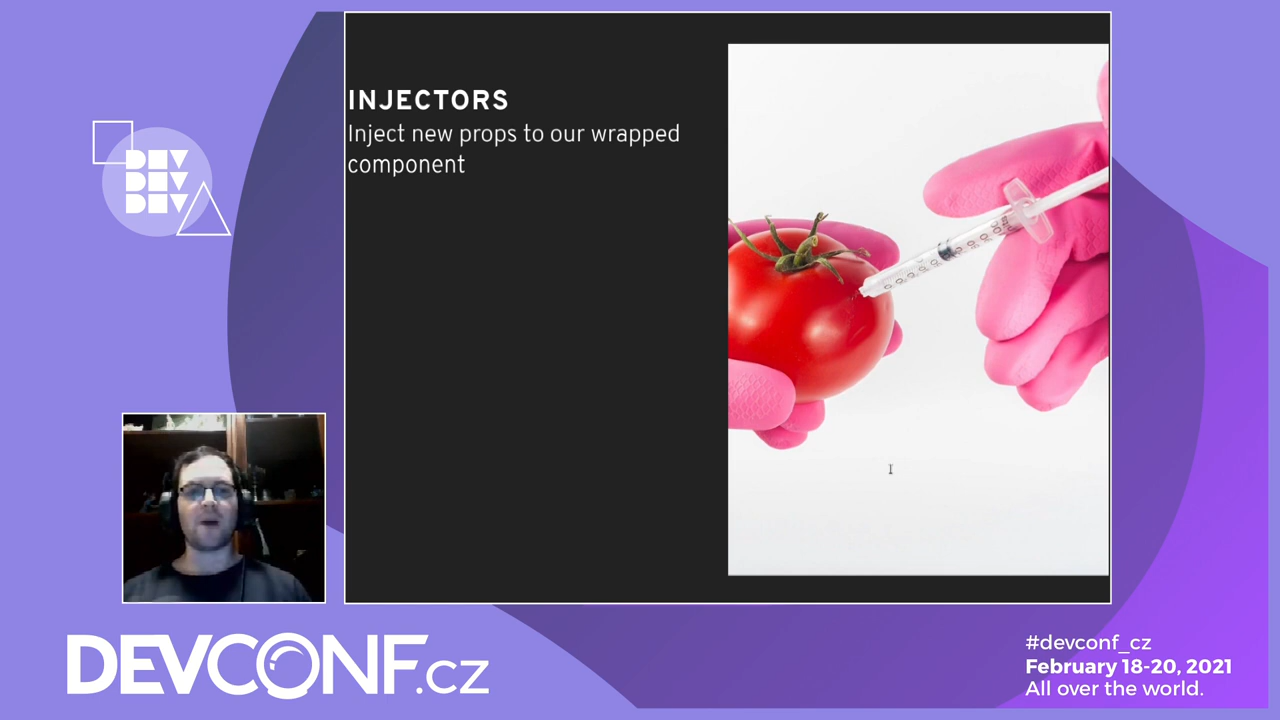 INJECTORS
Inject new props to our wrapped
component
DEV
DEV
DEV
DEVCONF.cz
#devconf_cz
February 18-20, 2021
All over the world.